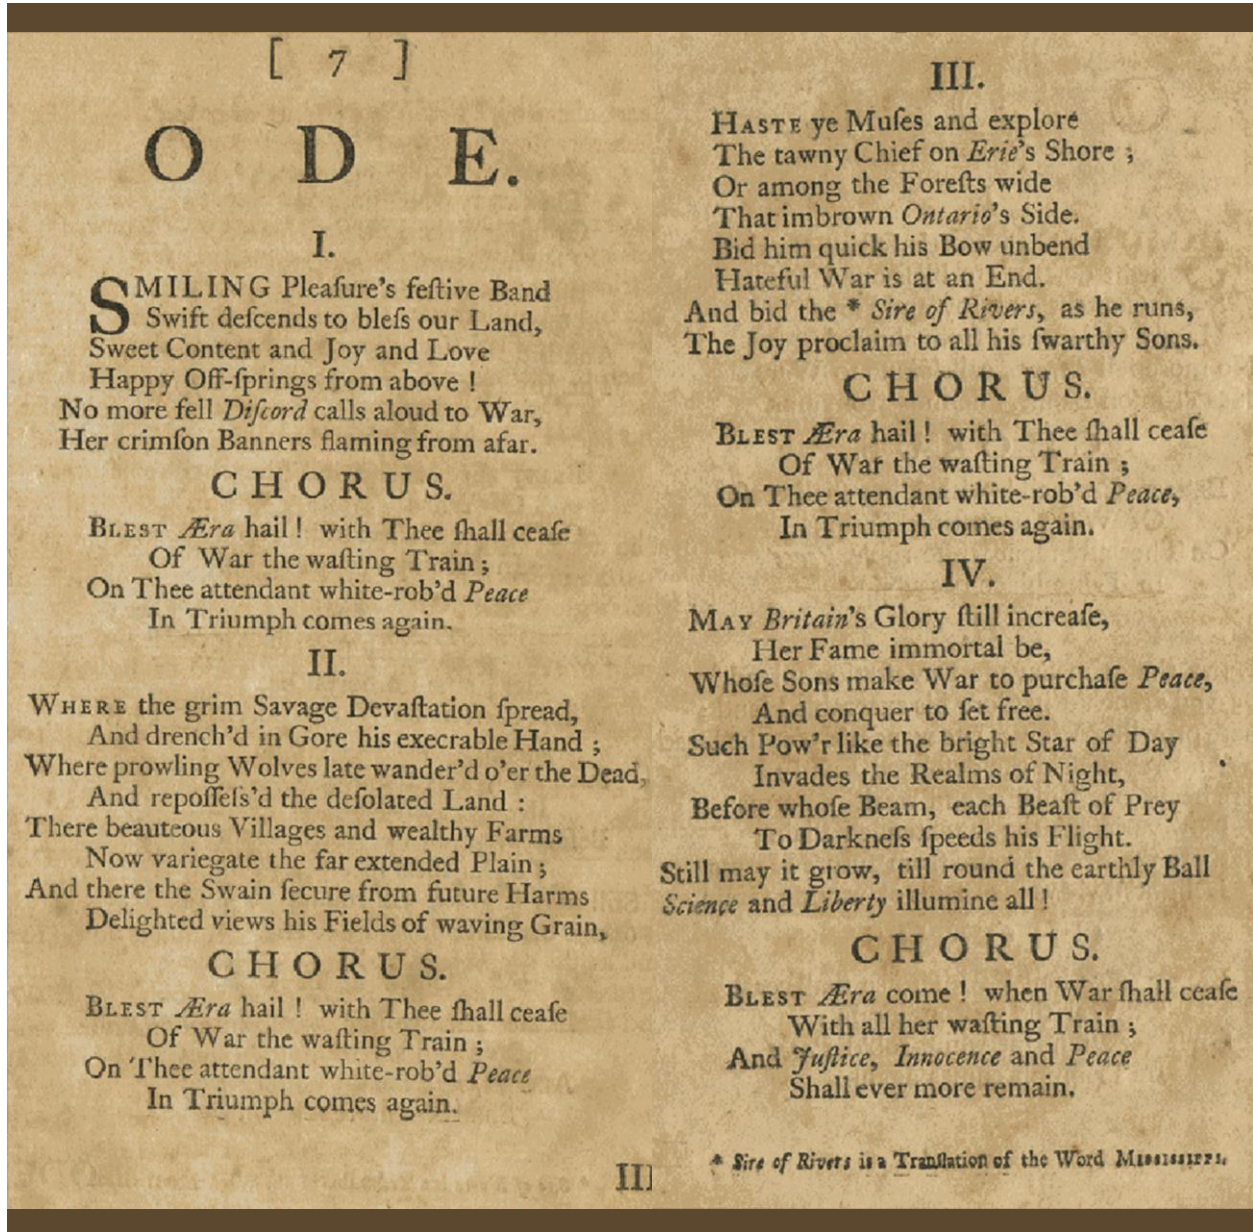 [ 7 ]
O D E.
I.
SMILING Pleaſure's feſtive Band
Swift deſcends to bleſs our Land,
Sweet Content and Joy and Love
Happy Off-ſprings from above !
No more fell Diſcord calls aloud to War,
Her crimſon Banners flaming from afar.
CHORUS.
BLEST Æra hail ! with Thee ſhall ceaſe
Of War the waſting Train ;
On Thee attendant white-rob'd Peace
In Triumph comes again.
II.
WHERE the grim Savage Devaſtation ſpread,
And drench'd in Gore his execrable Hand ;
Where prowling Wolves late wander'd o'er the Dead,
And repoſſeſs'd the deſolated Land :
There beauteous Villages and wealthy Farms
Now variegate the far extended Plain ;
And there the Swain ſecure from future Harms
Delighted views his Fields of waving Grain,
CHORUS.
BLEST Æra hail ! with Thee ſhall ceaſe
Of War the waſting Train ;
On Thee attendant white-rob'd Peace
In Triumph comes again.
III
III.
HASTE ye Muſes and explore
The tawny Chief on Erie's Shore ;
Or among the Foreſts wide
That imbrown Ontario's Side.
Bid him quick his Bow unbend
Hateful War is at an End.
And bid the * Sire of Rivers, as he runs,
The Joy proclaim to all his ſwarthy Sons.
CHORUS.
BLEST Æra hail ! with Thee ſhall ceaſe
Of War the waſting Train ;
On Thee attendant white-rob'd Peace,
In Triumph comes again.
IV.
MAY Britain's Glory ſtill increaſe,
Her Fame immortal be,
Whoſe Sons make War to purchaſe Peace,
And conquer to ſet free.
Such Pow'r like the bright Star of Day
Invades the Realms of Night,
Before whoſe Beam, each Beaſt of Prey
To Darkneſs ſpeeds his Flight.
Still may it grow, till round the earthly Ball
Science and Liberty illumine all !
CHORUS.
BLEST Æra come ! when War ſhall ceaſe
With all her waſting Train ;
And Juſtice, Innocence and Peace
Shall ever more remain.
* Sire of Rivers is a Tranſlation of the Word MISSISSIPPI.